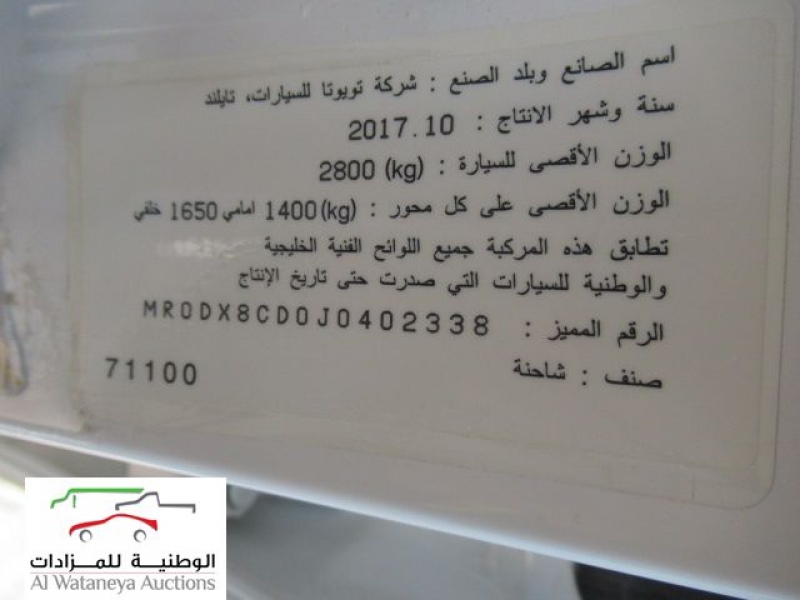 اسم الصانع وبلد الصنع : شركة تويوتا للسيارات، تايلند
سنة وشهر الانتاج : 2017.10
الوزن الأقصى للسيارة : 2800 (kg)
الوزن الأقصى على كل محور : 1400(kg) امامي 1650 خلفي
تطابق هذه المركبة جميع اللوائح الفنية الخليجية
والوطنية للسيارات التي صدرت حتى تاريخ الإنتاج
الرقم المميز : MR0DX8CD0J0402338
صنف : شاحنة 71100
الوطنية للمزادات
Al Wataneya Auctions